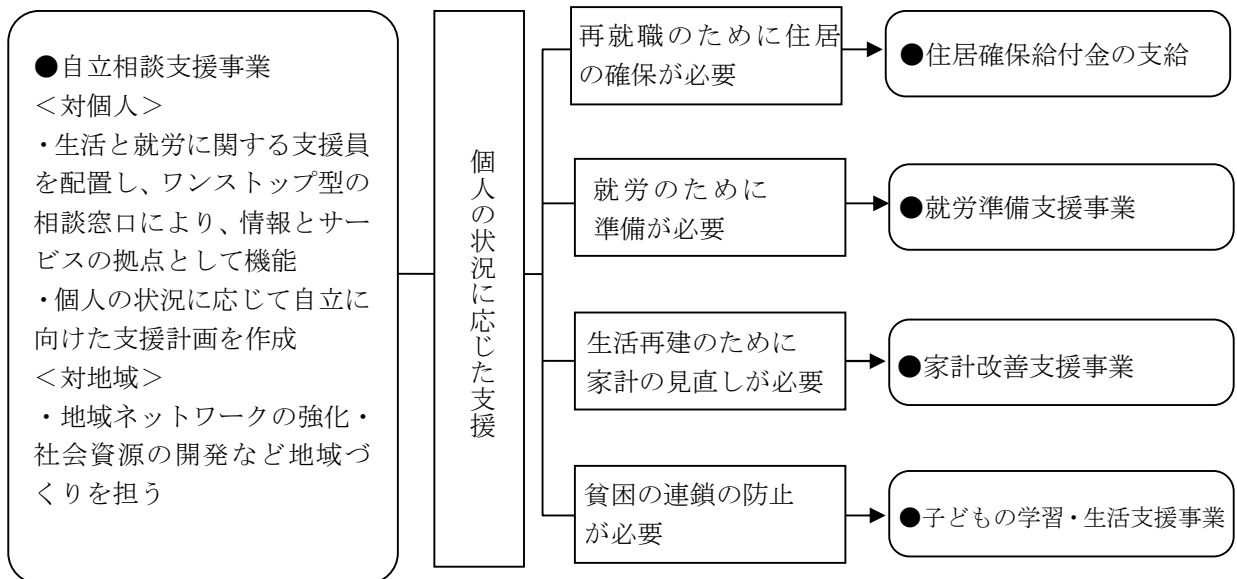 ●自立相談支援事業
＜対個人＞
・生活と就労に関する支援員
を配置し、ワンストップ型の
相談窓口により、情報とサー
ビスの拠点として機能
・個人の状況に応じて自立に
向けた支援計画を作成
＜対地域＞
・地域ネットワークの強化・
社会資源の開発など地域づ
くりを担う
個人の状況に応じた支援
再就職のために住居
の確保が必要
●住居確保給付金の支給
就労のために
準備が必要
●就労準備支援事業
生活再建のために
家計の見直しが必要
●家計改善支援事業
貧困の連鎖の防止
が必要
●子どもの学習・生活支援事業